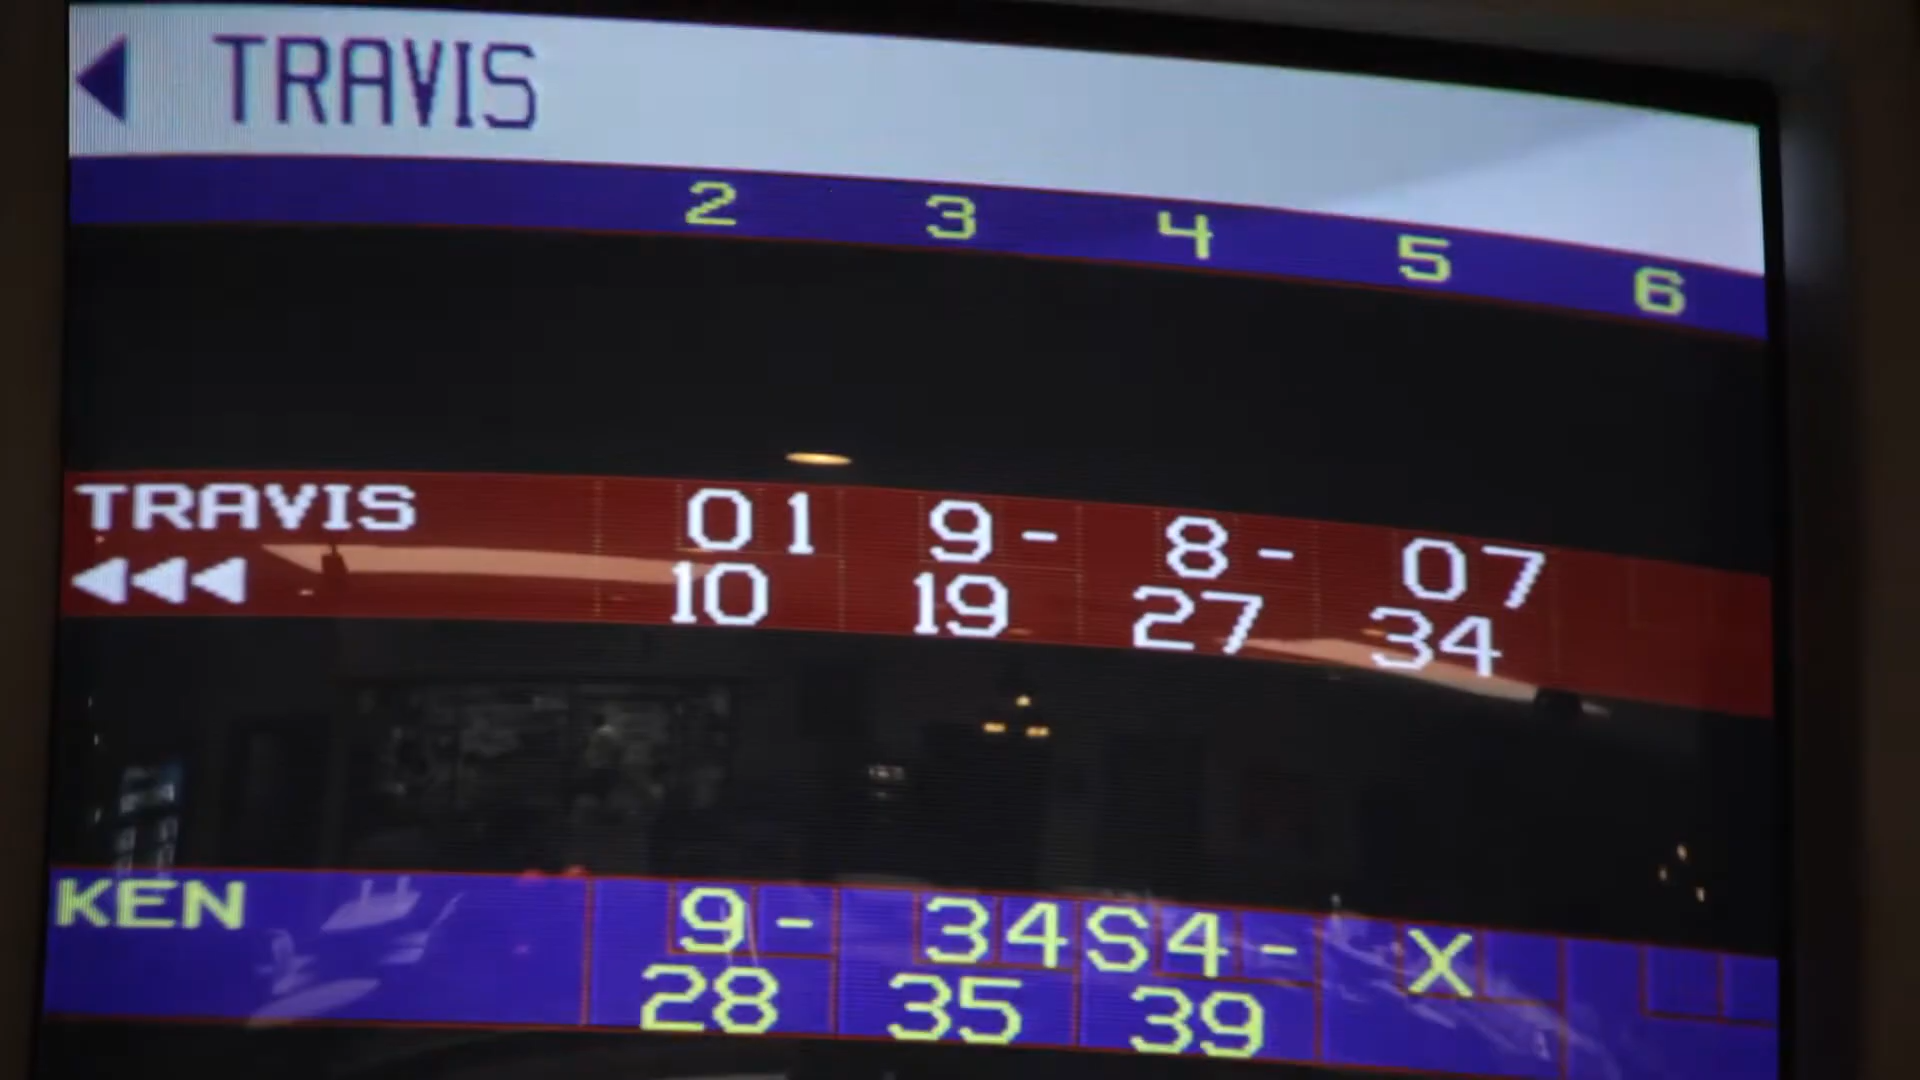 TRAVIS
2 3 4 5 6
TRAVIS 01 9- 8- 07
10 19 27 34
KEN 9- 34 S4- X
28 35 39